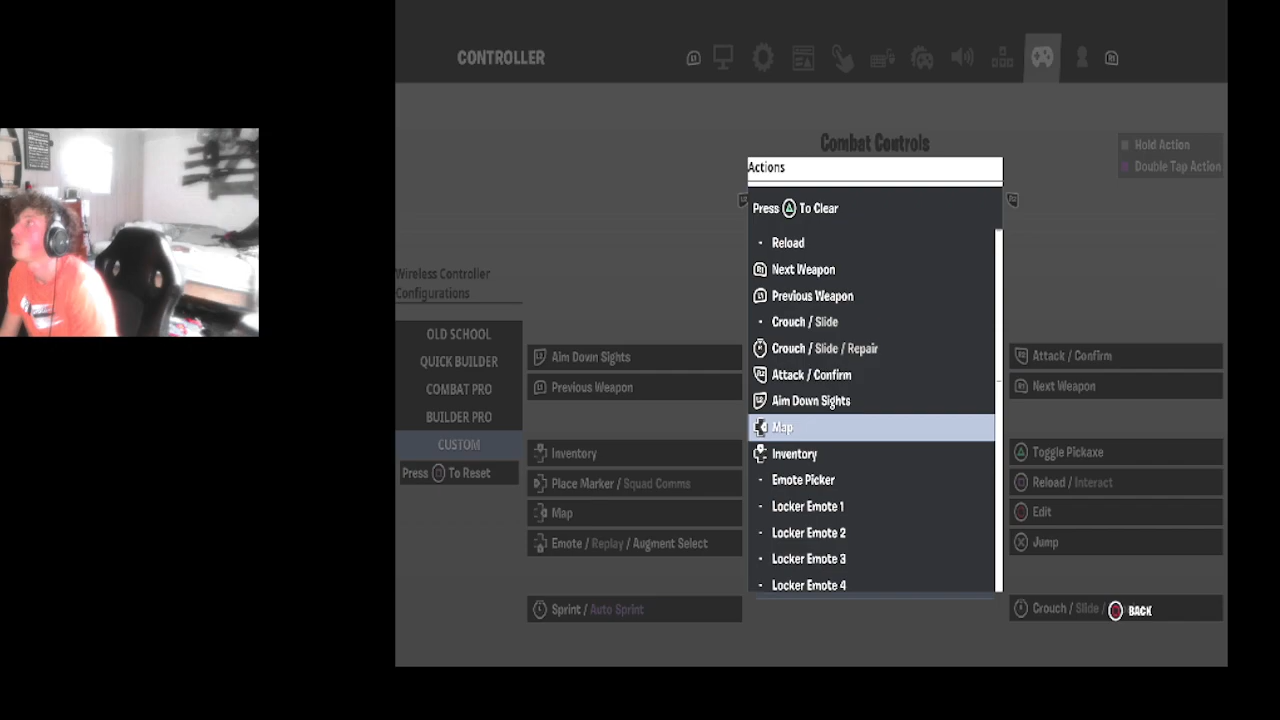 CONTROLLER
Combat Controls
Hold Action
Double Tap Action
Wireless Controller
Configurations
OLD SCHOOL
QUICK BUILDER
COMBAT PRO
BUILDER PRO
CUSTOM
Press To Reset
Aim Down Sights
Previous Weapon
Inventory
Place Marker / Squad Comms
Map
Emote / Replay / Augment Select
Sprint / Auto Sprint
Actions
Press To Clear
- Reload
R1 Next Weapon
L1 Previous Weapon
- Crouch / Slide
Crouch / Slide / Repair
R2 Attack / Confirm
L2 Aim Down Sights
Map
Inventory
- Emote Picker
- Locker Emote 1
- Locker Emote 2
- Locker Emote 3
- Locker Emote 4
Attack / Confirm
Next Weapon
Toggle Pickaxe
Reload / Interact
Edit
Jump
Crouch / Slide /
BACK